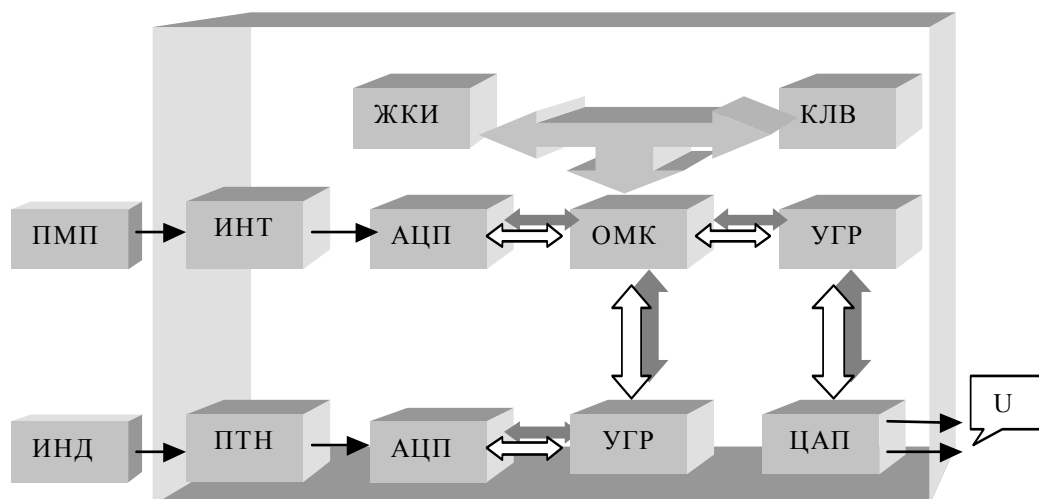 ЖКИ
КЛВ
ПМП
ИНТ
АЦП
ОМК
УГР
ИНД
ПТН
АЦП
УГР
ЦАП
U